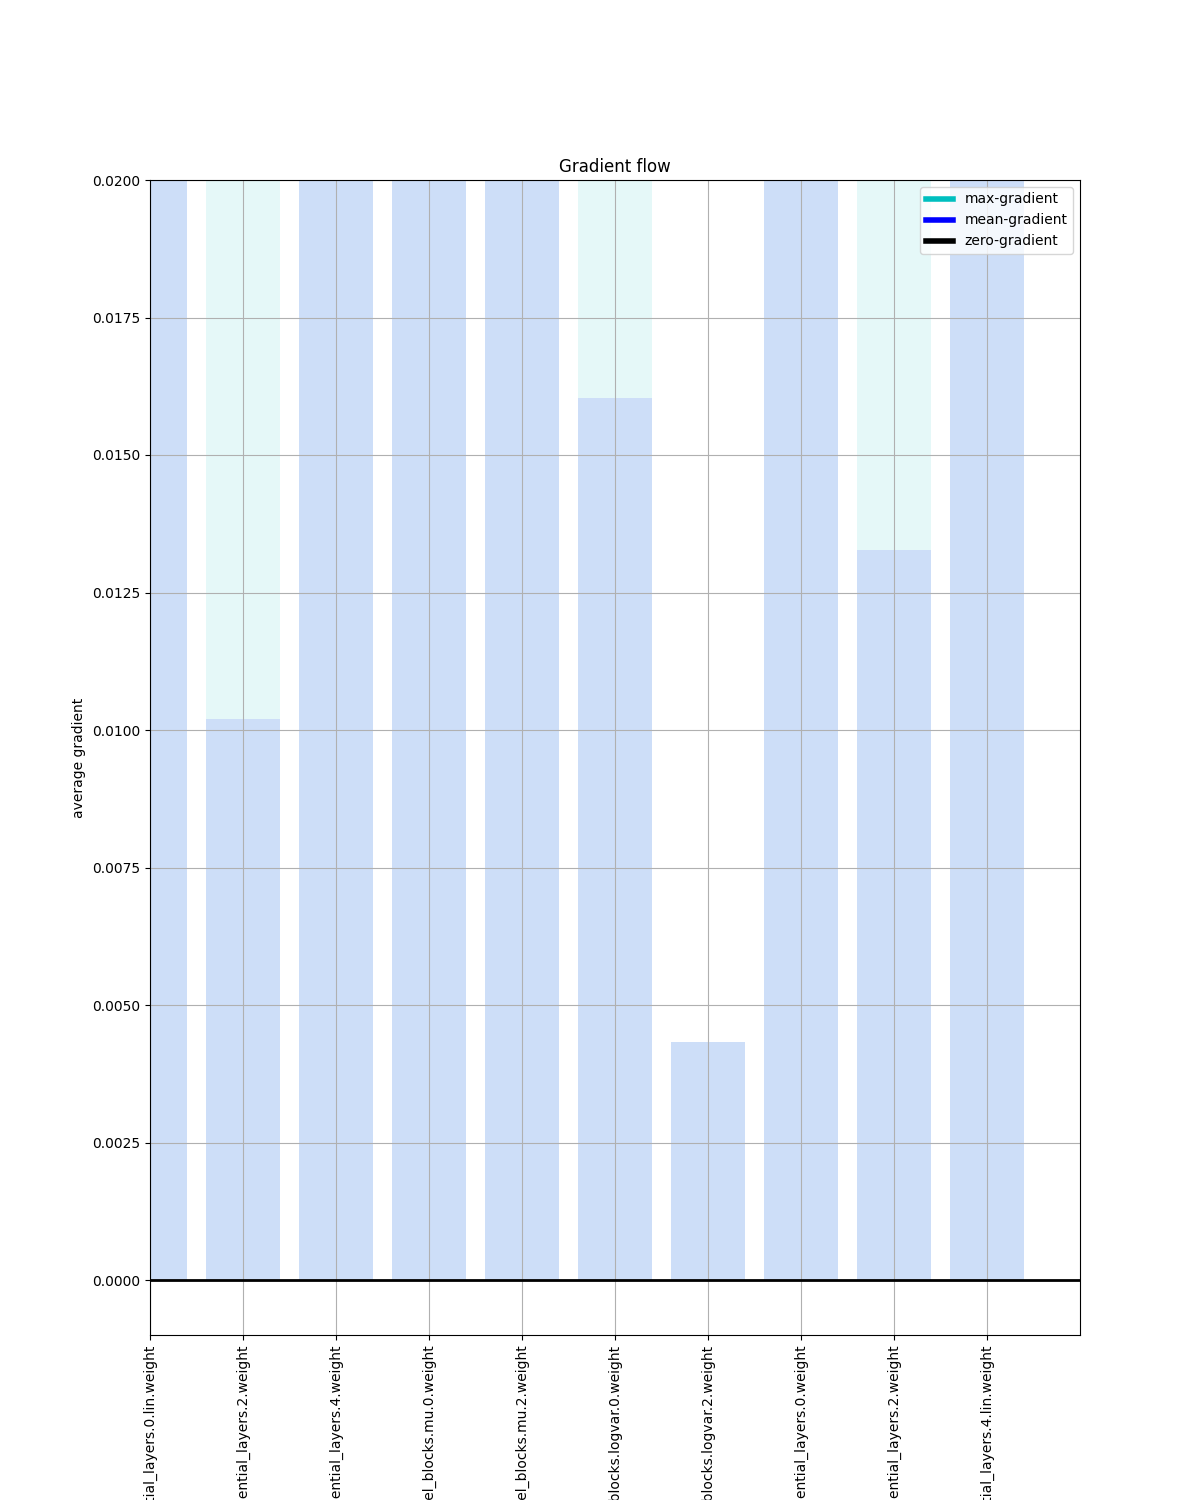 Gradient flow
max-gradient
mean-gradient
zero-gradient
0.0200
0.0175
0.0150
0.0125
0.0100
0.0075
0.0050
0.0025
0.0000
average gradient
tial_layers.0.lin.weight
ential_layers.2.weight
ential_layers.4.weight
el_blocks.mu.0.weight
el_blocks.mu.2.weight
blocks.logvar.0.weight
blocks.logvar.2.weight
ential_layers.0.weight
ential_layers.2.weight
tial_layers.4.lin.weight